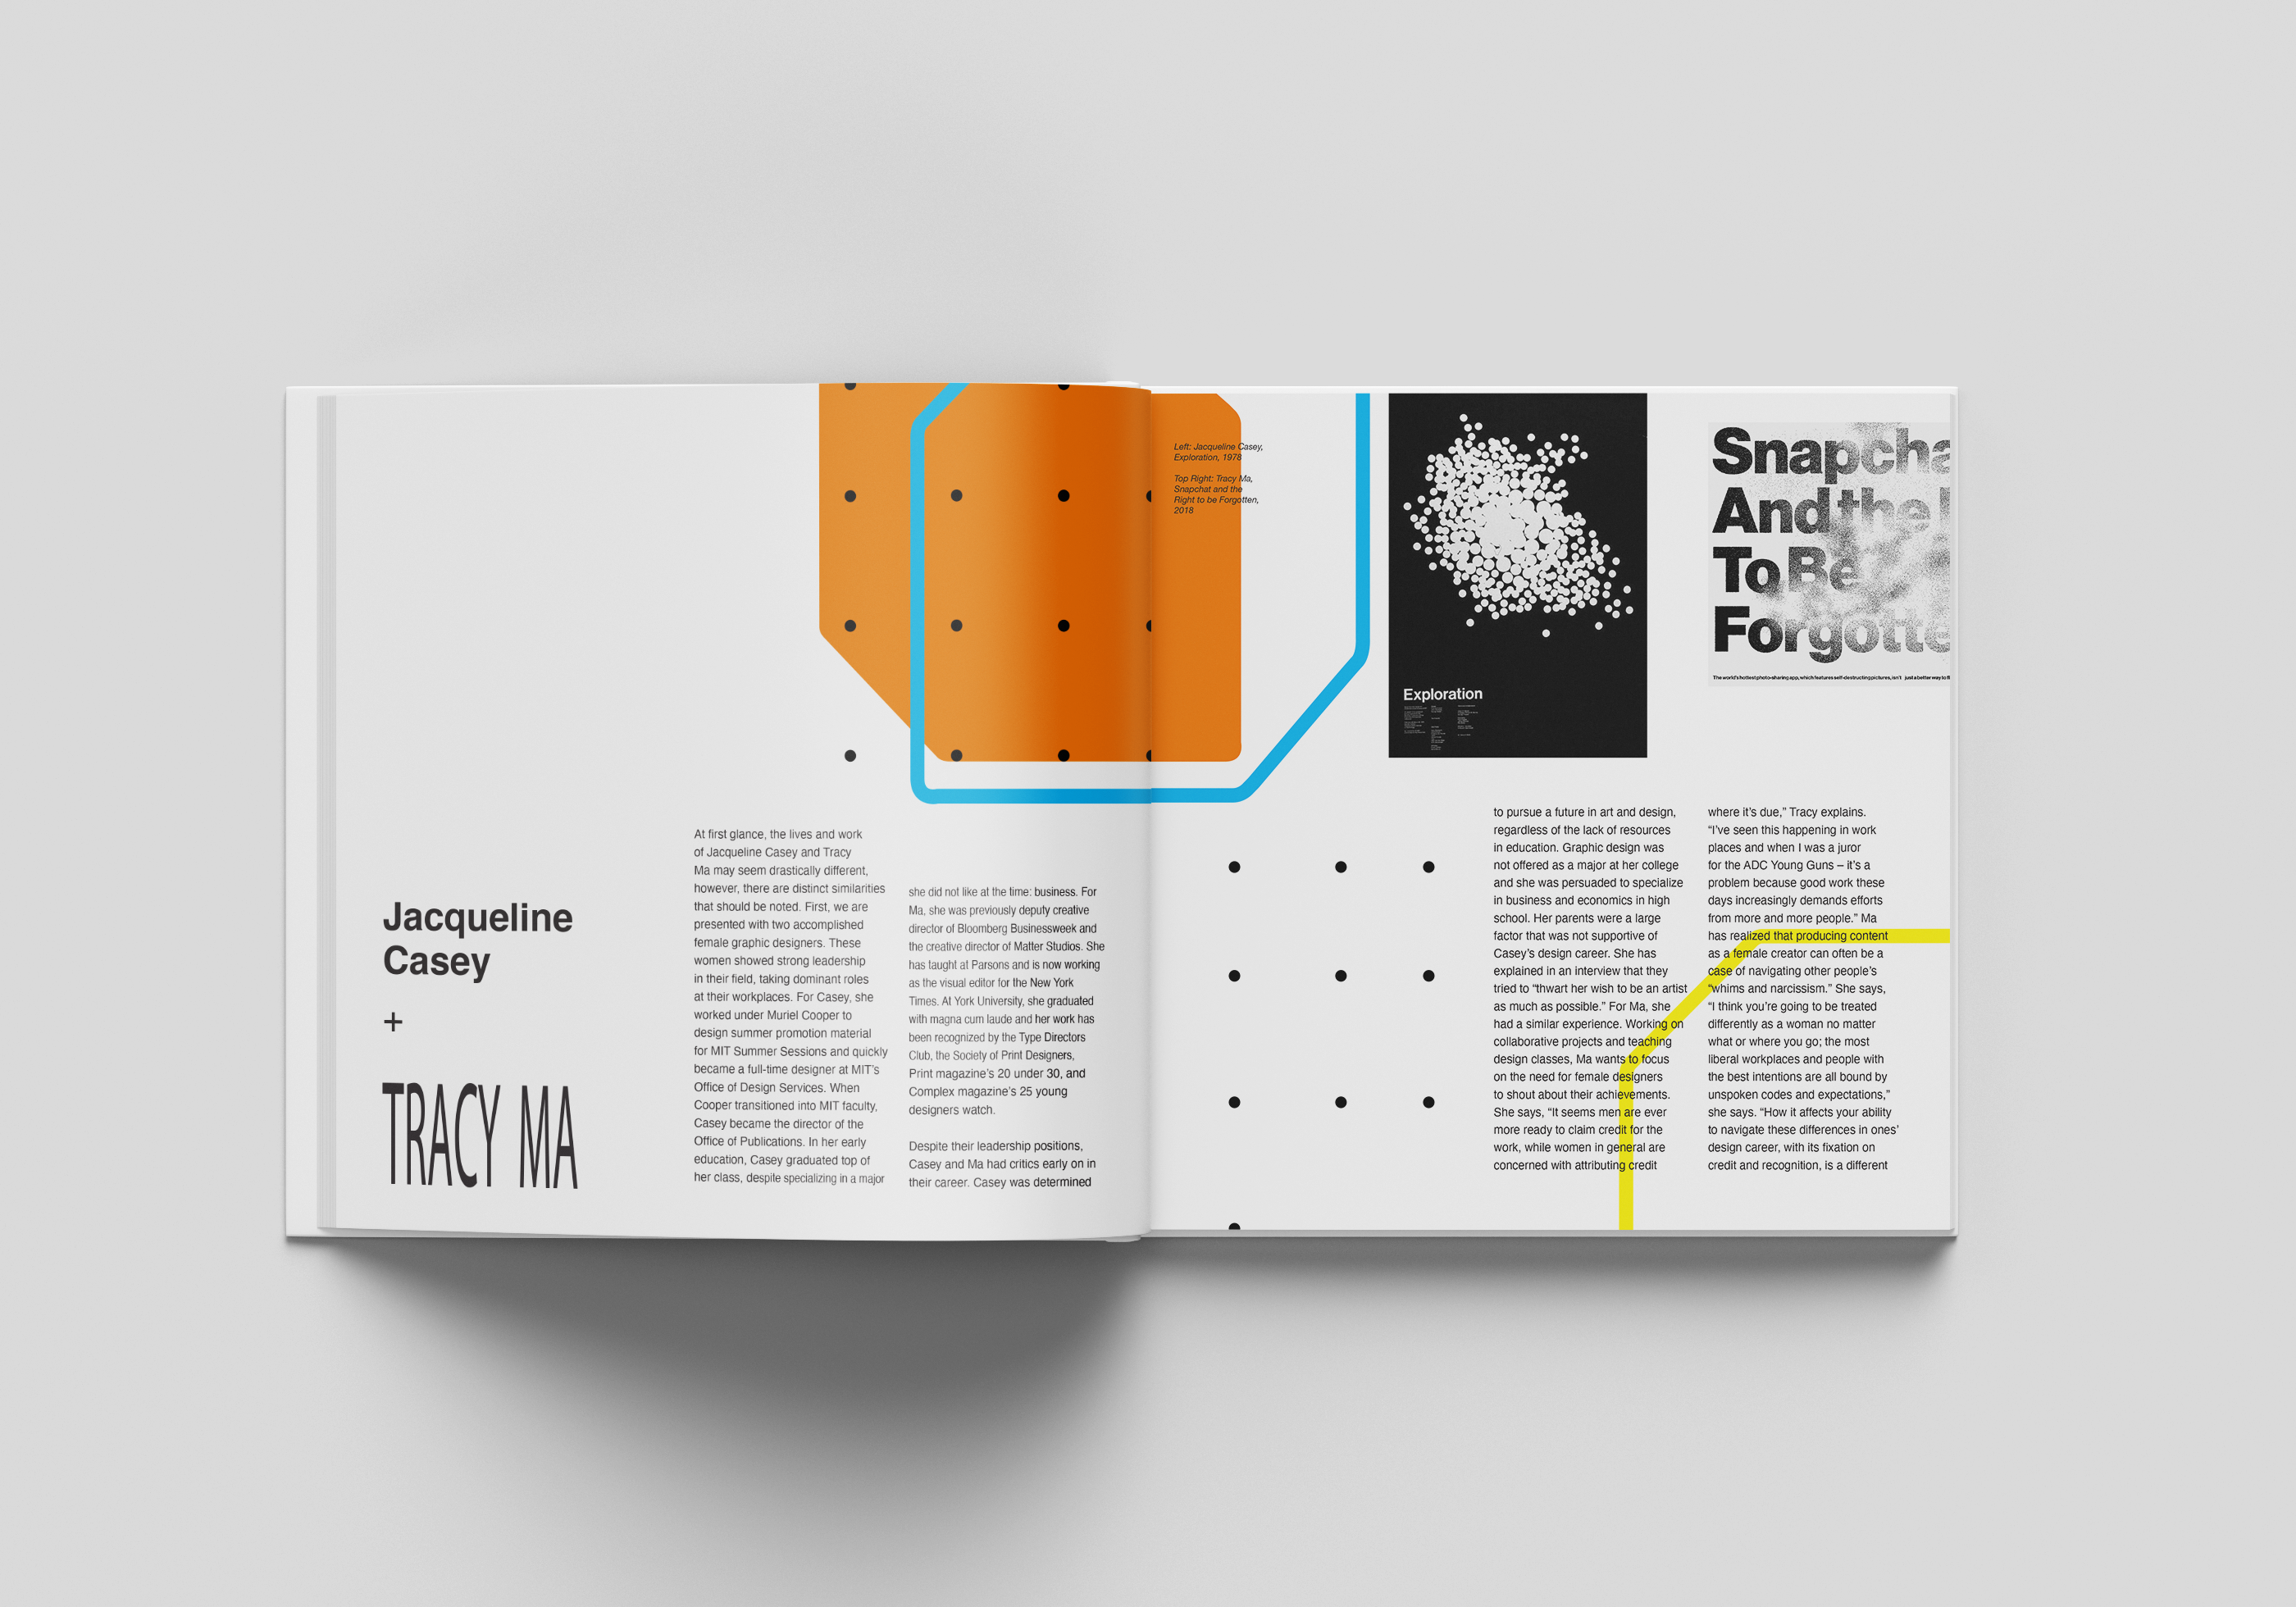 Jacqueline
Casey
+
TRACY MA
At first glance, the lives and work
of Jacqueline Casey and Tracy
Ma may seem drastically different,
however, there are distinct similarities
that should be noted. First, we are
presented with two accomplished
female graphic designers. These
women showed strong leadership
in their field, taking dominant roles
at their workplaces. For Casey, she
worked under Muriel Cooper to
design summer promotion material
for MIT Summer Sessions and quickly
became a full-time designer at MIT's
Office of Design Services. When
Cooper transitioned into MIT faculty,
Casey became the director of the
Office of Publications. In her early
education, Casey graduated top of
her class, despite specializing in a major
she did not like at the time: business. For
Ma, she was previously deputy creative
director of Bloomberg Businessweek and
the creative director of Matter Studios. She
has taught at Parsons and is now working
as the visual editor for the New York
Times. At York University, she graduated
with magna cum laude and her work has
been recognized by the Type Directors
Club, the Society of Print Designers,
Print magazine's 20 under 30, and
Complex magazine's 25 young
designers watch.
Despite their leadership positions,
Casey and Ma had critics early on in
their career. Casey was determined
Left: Jacqueline Casey,
Exploration, 1978
Top Right: Tracy Ma,
Snapchat and the
Right to be Forgotten,
2018
Exploration
Snapcha
And the
To Be
Forgotte
The world's hottest photo-sharing app, which features self-destructing pictures, isn't just a better way to fl
to pursue a future in art and design,
regardless of the lack of resources
in education. Graphic design was
not offered as a major at her college
and she was persuaded to specialize
in business and economics in high
school. Her parents were a large
factor that was not supportive of
Casey's design career. She has
explained in an interview that they
tried to “thwart her wish to be an artist
as much as possible.” For Ma, she
had a similar experience. Working on
collaborative projects and teaching
design classes, Ma wants to focus
on the need for female designers
to shout about their achievements.
She says, “It seems men are ever
more ready to claim credit for the
work, while women in general are
concerned with attributing credit
where it's due,” Tracy explains.
“I've seen this happening in work
places and when I was a juror
for the ADC Young Guns – it's a
problem because good work these
days increasingly demands efforts
from more and more people.” Ma
has realized that producing content
as a female creator can often be a
case of navigating other people's
“whims and narcissism.” She says,
“I think you're going to be treated
differently as a woman no matter
what or where you go; the most
liberal workplaces and people with
the best intentions are all bound by
unspoken codes and expectations,”
she says. “How it affects your ability
to navigate these differences in ones'
design career, with its fixation on
credit and recognition, is a different